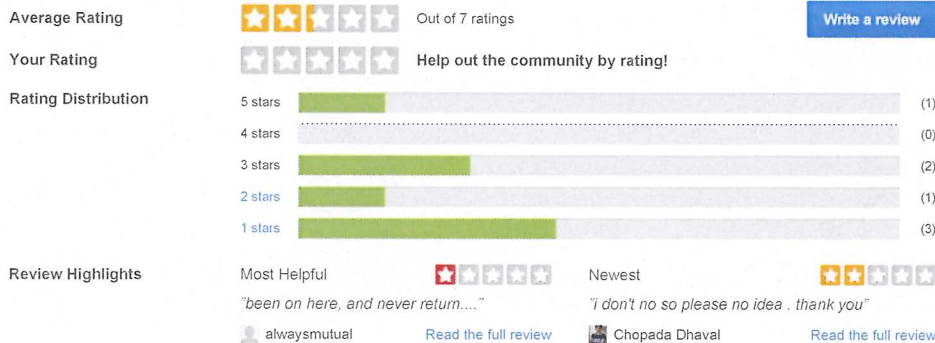 Average Rating Out of 7 ratings Write a review
Your Rating Help out the community by rating!
Rating Distribution 5 stars (1)
4 stars (0)
3 stars (2)
2 stars (1)
1 stars (3)
Review Highlights Most Helpful Newest
"been on here, and never return...." "i don't no so please no idea . thank you"
alwaysmutual Read the full review Chopada Dhaval Read the full review